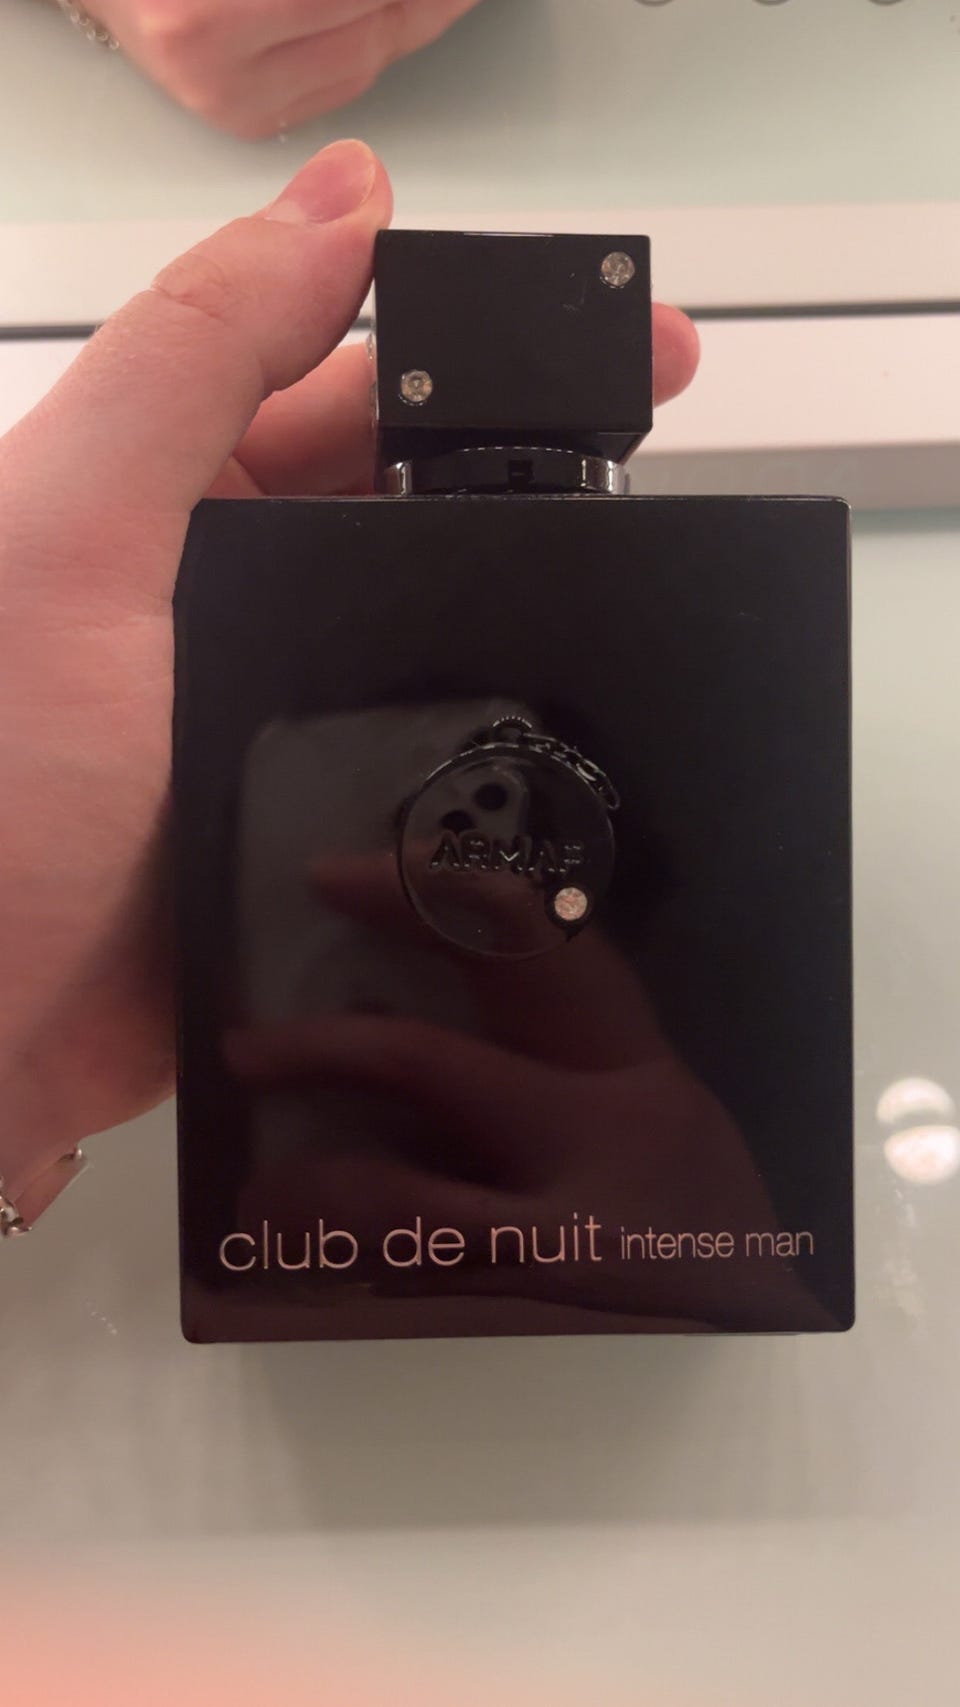 ARMAF
club de nuit intense man